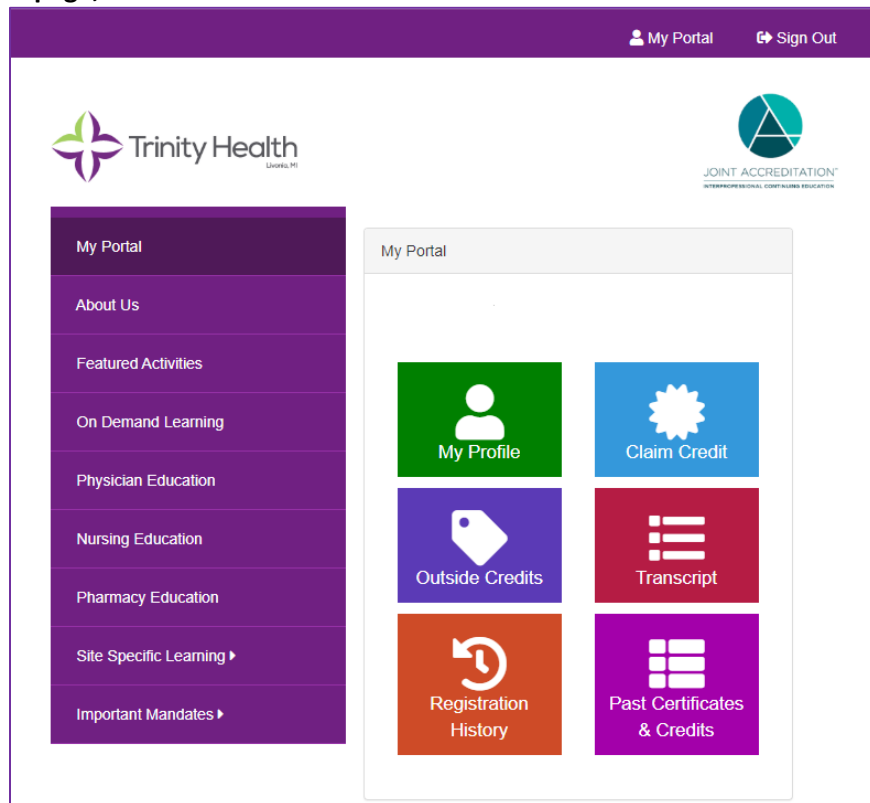 My Portal
Sign Out
Trinity Health
Livonia, MI
JOINT ACCREDITATION™
INTERPROFESSIONAL CONTINUING EDUCATION
My Portal
About Us
Featured Activities
On Demand Learning
Physician Education
Nursing Education
Pharmacy Education
Site Specific Learning
Important Mandates
My Portal
My Profile
Claim Credit
Outside Credits
Transcript
Registration
History
Past Certificates
& Credits